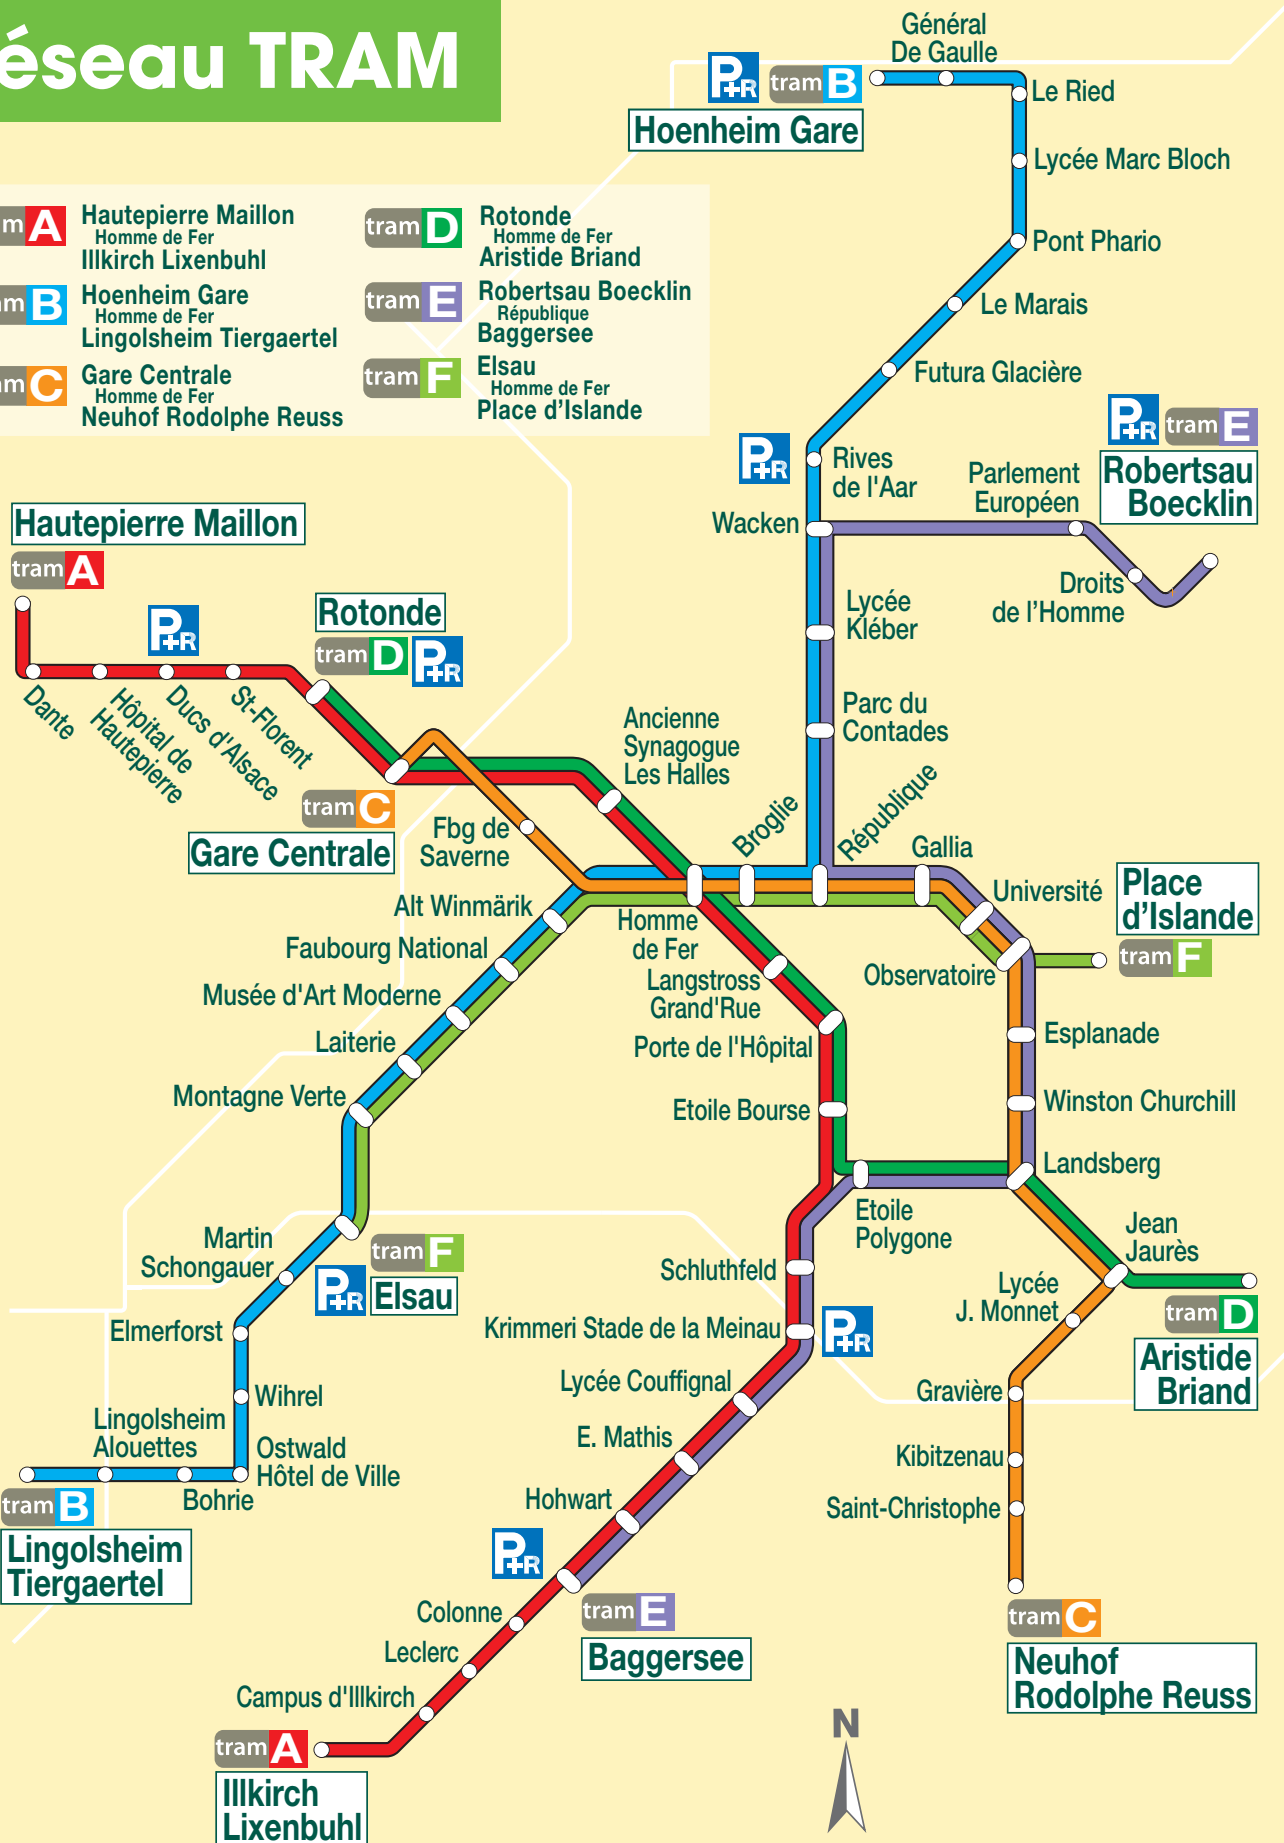 éseau TRAM
Général
De Gaulle
P+R tram B
Hoenheim Gare
Le Ried
Lycée Marc Bloch
Pont Phario
Le Marais
Futura Glacière
m A Hautepierre Maillon
Homme de Fer
Illkirch Lixenbuhl
m B Hoenheim Gare
Homme de Fer
Lingolsheim Tiergaertel
m C Gare Centrale
Homme de Fer
Neuhof Rodolphe Reuss
tram D Rotonde
Homme de Fer
Aristide Briand
tram E Robertsau Boecklin
République
Baggersee
tram F Elsau
Homme de Fer
Place d'Islande
P+R tram E
Robertsau
Boecklin
P+R
Rives
de l'Aar
Parlement
Européen
Wacken
Droits
de l'Homme
Lycée
Kléber
Parc du
Contades
Hautepierre Maillon
tram A
P+R
Rotonde
tram D P+R
Dante
Hôpital de
Hautepierre
Ducs d'Alsace
St-Florent
Ancienne
Synagogue
Les Halles
tram C
Gare Centrale
Fbg de
Saverne
Broglie
République
Gallia
Université
Place
d'Islande
tram F
Alt Winmärik
Homme
de Fer
Faubourg National
Langstross
Grand'Rue
Observatoire
Musée d'Art Moderne
Laiterie
Porte de l'Hôpital
Esplanade
Montagne Verte
Etoile Bourse
Winston Churchill
Landsberg
Etoile
Polygone
Jean
Jaurès
Martin
Schongauer
tram F
P+R Elsau
Schluthfeld
Lycée
J. Monnet
tram D
Aristide
Briand
Elmerforst
Krimmeri Stade de la Meinau
P+R
Wihrel
Lycée Couffignal
Gravière
Lingolsheim
Alouettes
Ostwald
Hôtel de Ville
E. Mathis
Kibitzenau
Bohrie
Hohwart
Saint-Christophe
tram B
Lingolsheim
Tiergaertel
P+R
Colonne
tram E
Baggersee
tram C
Neuhof
Rodolphe Reuss
Leclerc
Campus d'Illkirch
tram A
Illkirch
Lixenbuhl
N